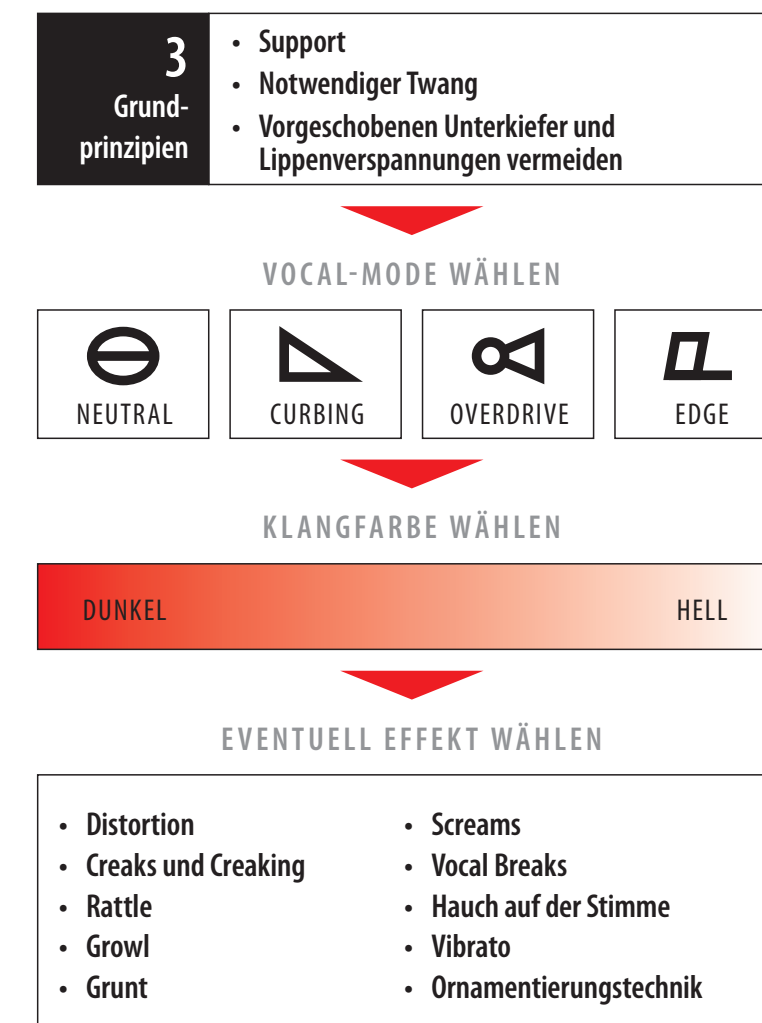 3
Grund-
prinzipien
• Support
• Notwendiger Twang
• Vorgeschobenen Unterkiefer und
Lippenverspannungen vermeiden
VOCAL-MODE WÄHLEN
NEUTRAL
CURBING
OVERDRIVE
EDGE
KLANGFARBE WÄHLEN
DUNKEL
HELL
EVENTUELL EFFEKT WÄHLEN
• Distortion
• Creaks und Creaking
• Rattle
• Growl
• Grunt
• Screams
• Vocal Breaks
• Hauch auf der Stimme
• Vibrato
• Ornamentierungstechnik